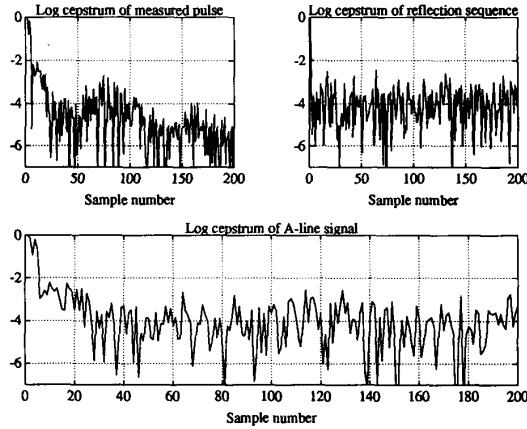 Log cepstrum of measured pulse
Log cepstrum of reflection sequence
0
-2
-4
-6
0 50 100 150 200
Sample number
0
-2
-4
-6
0 50 100 150 200
Sample number
Log cepstrum of A-line signal
0
-2
-4
-6
0 20 40 60 80 100 120 140 160 180 200
Sample number